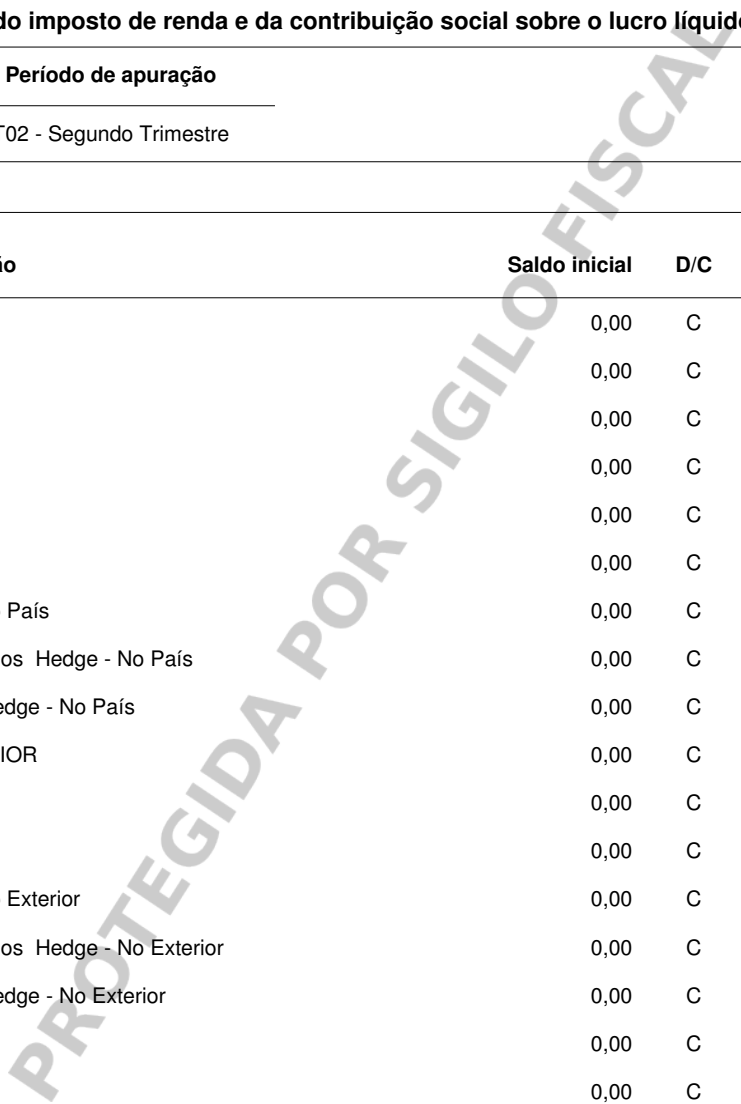 do imposto de renda e da contribuição social sobre o lucro líquido
Período de apuração
T02 - Segundo Trimestre
Saldo inicial D/C
0,00 C
0,00 C
0,00 C
0,00 C
0,00 C
0,00 C
País 0,00 C
os Hedge - No País 0,00 C
edge - No País 0,00 C
IOR 0,00 C
0,00 C
0,00 C
Exterior 0,00 C
os Hedge - No Exterior 0,00 C
edge - No Exterior 0,00 C
0,00 C
0,00 C
PROTEGIDA POR SIGILO FISCAL